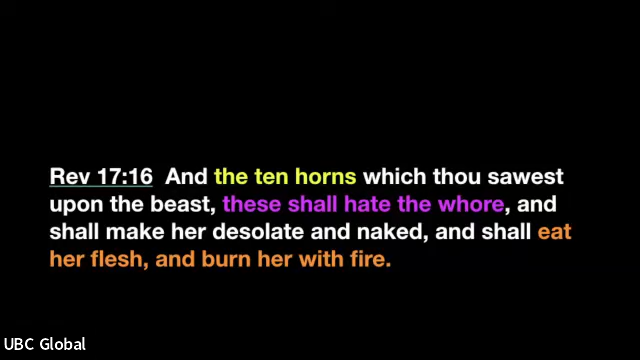 Rev 17:16 And the ten horns which thou sawest
upon the beast, these shall hate the whore, and
shall make her desolate and naked, and shall eat
her flesh, and burn her with fire.
UBC Global